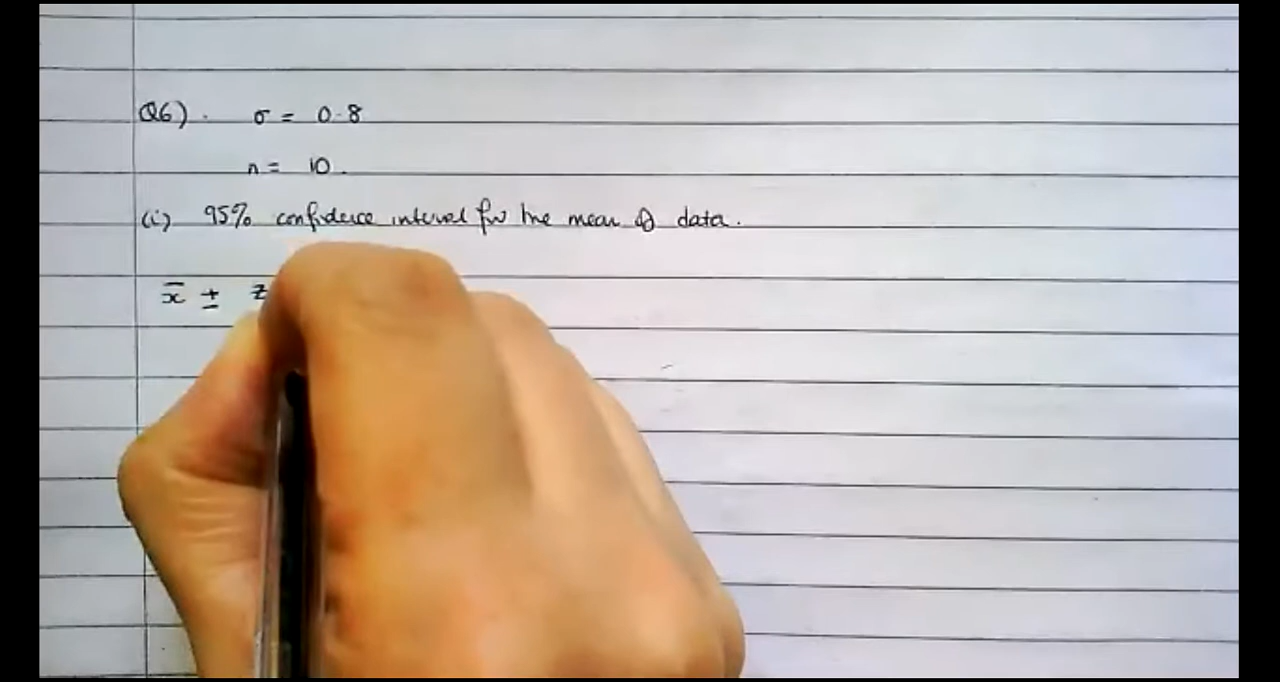 Q6). σ = 0.8
n = 10.
(i) 95% confidence interval for the mean of data.
x̄ ± z